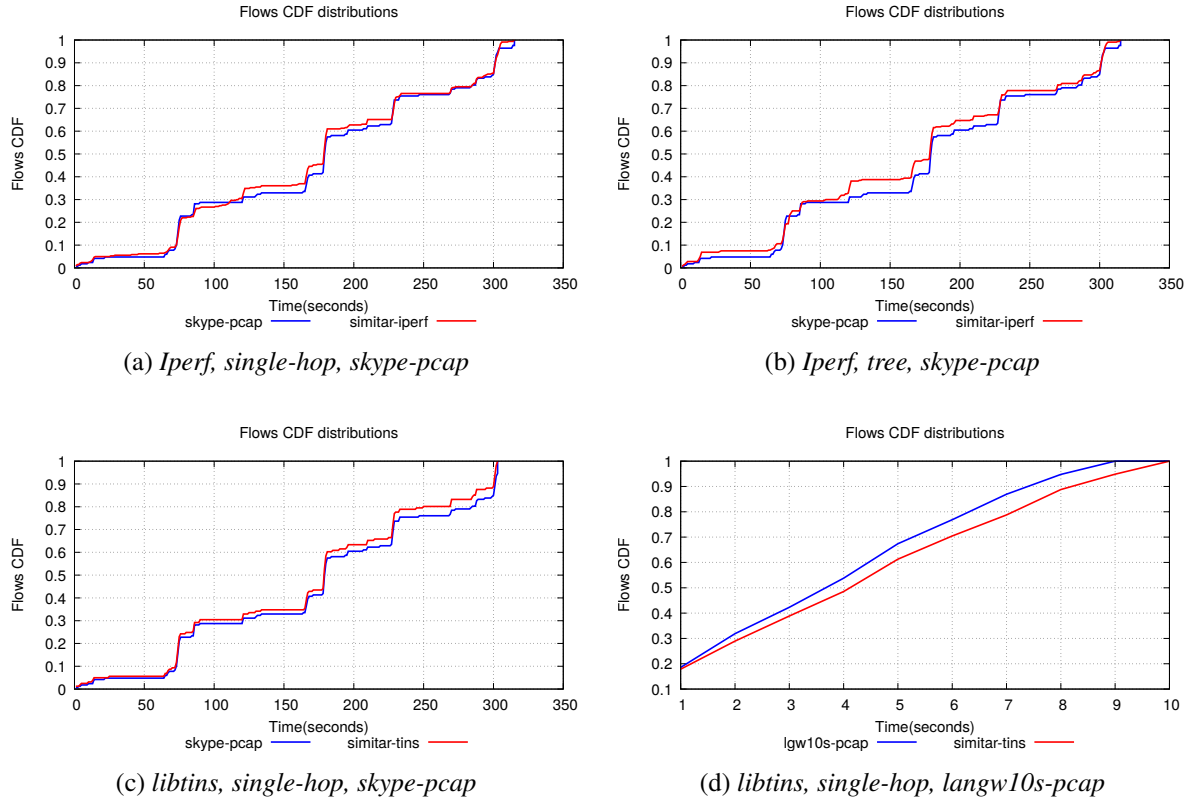 Flows CDF distributions
Flows CDF
1
0.9
0.8
0.7
0.6
0.5
0.4
0.3
0.2
0.1
0
0 50 100 150 200 250 300 350
Time(seconds)
skype-pcap similar-iperf
(a) Iperf, single-hop, skype-pcap
Flows CDF distributions
Flows CDF
1
0.9
0.8
0.7
0.6
0.5
0.4
0.3
0.2
0.1
0
0 50 100 150 200 250 300 350
Time(seconds)
skype-pcap simitar-iperf
(b) Iperf, tree, skype-pcap
Flows CDF distributions
Flows CDF
1
0.9
0.8
0.7
0.6
0.5
0.4
0.3
0.2
0.1
0
0 50 100 150 200 250 300 350
Time(seconds)
skype-pcap simitar-tins
(c) libtins, single-hop, skype-pcap
Flows CDF distributions
Flows CDF
1
0.9
0.8
0.7
0.6
0.5
0.4
0.3
0.2
0.1
1 2 3 4 5 6 7 8 9 10
Time(seconds)
lgw10s-pcap simitar-tins
(d) libtins, single-hop, langw10s-pcap